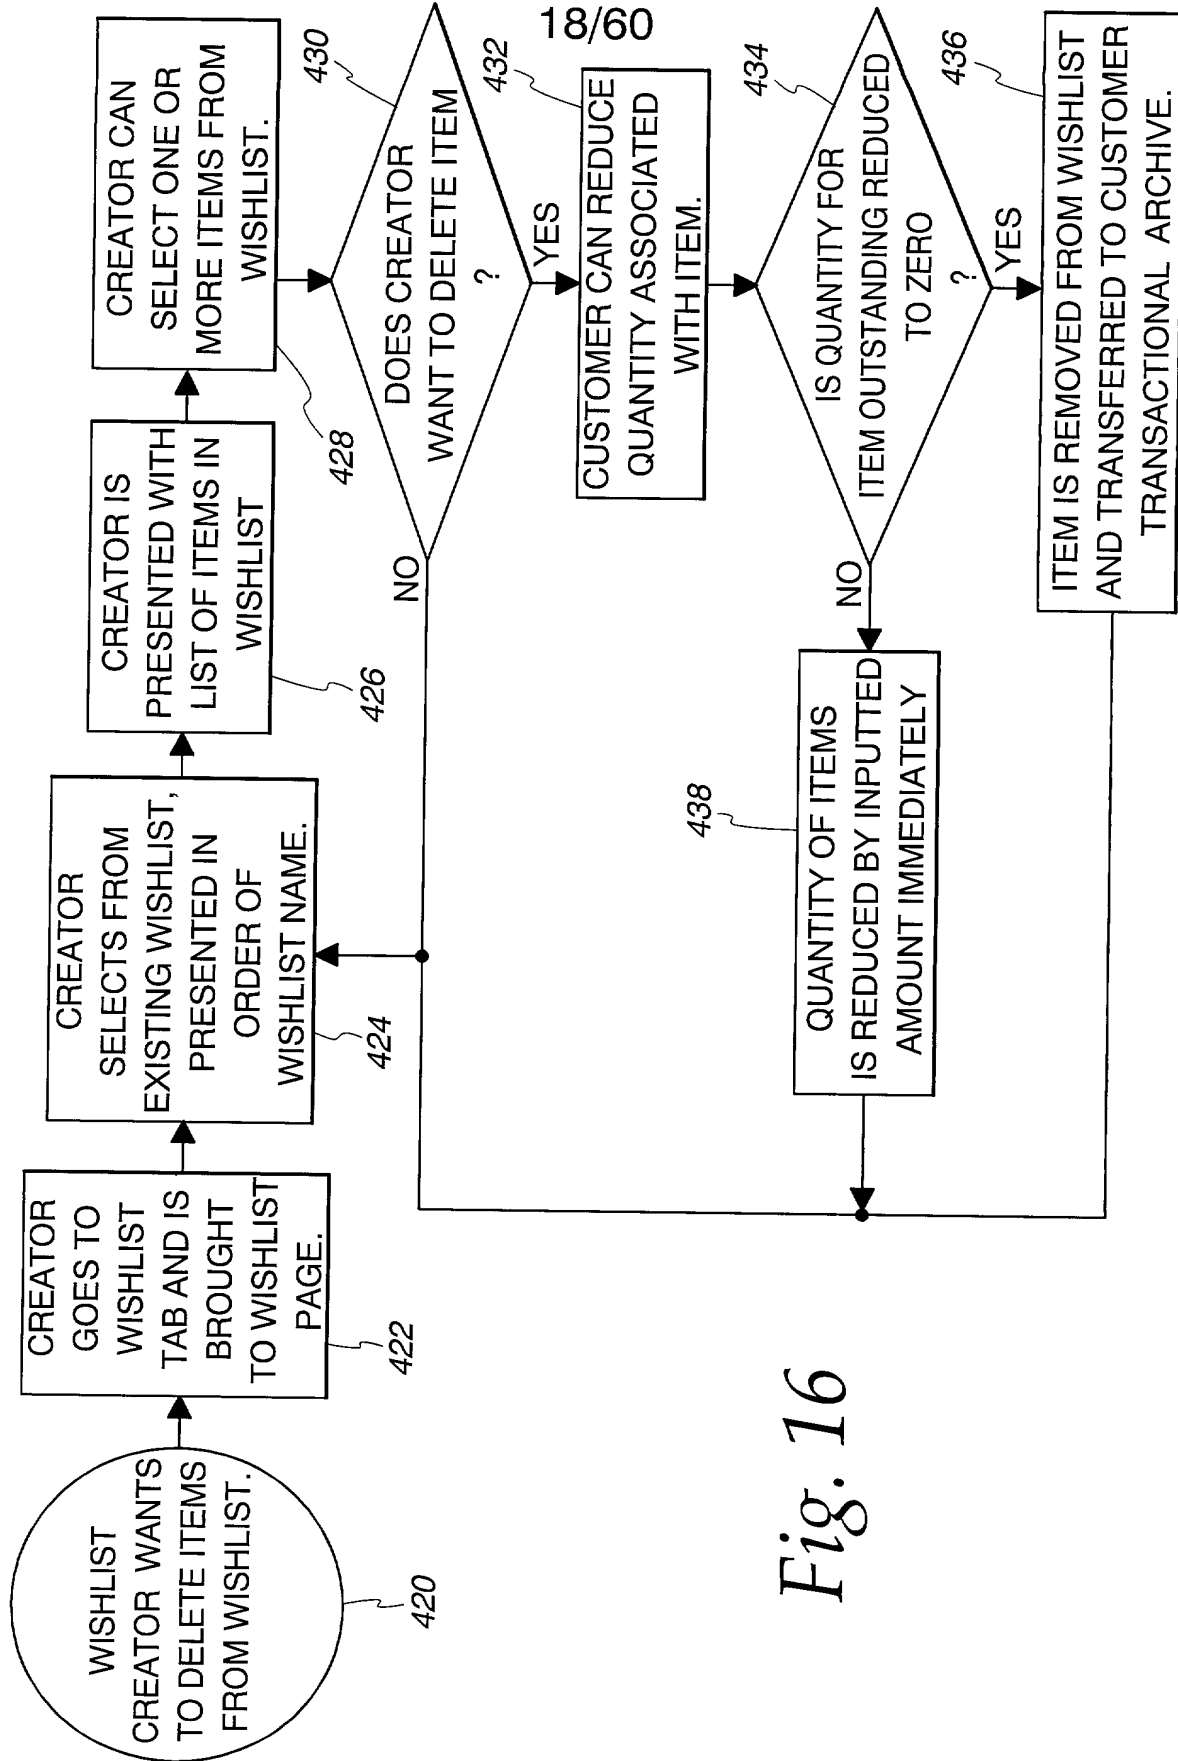 18/60
WISHLIST
CREATOR WANTS
TO DELETE ITEMS
FROM WISHLIST.
420
CREATOR
GOES TO
WISHLIST
TAB AND IS
BROUGHT
TO WISHLIST
PAGE.
422
CREATOR
SELECTS FROM
EXISTING WISHLIST,
PRESENTED IN
ORDER OF
WISHLIST NAME.
424
CREATOR IS
PRESENTED WITH
LIST OF ITEMS IN
WISHLIST
426
CREATOR CAN
SELECT ONE OR
MORE ITEMS FROM
WISHLIST.
428
DOES CREATOR
WANT TO DELETE ITEM
?
430
NO
YES
CUSTOMER CAN REDUCE
QUANTITY ASSOCIATED
WITH ITEM.
432
IS QUANTITY FOR
ITEM OUTSTANDING REDUCED
TO ZERO
?
434
NO
YES
QUANTITY OF ITEMS
IS REDUCED BY INPUTTED
AMOUNT IMMEDIATELY
438
ITEM IS REMOVED FROM WISHLIST
AND TRANSFERRED TO CUSTOMER
TRANSACTIONAL ARCHIVE.
436
Fig. 16